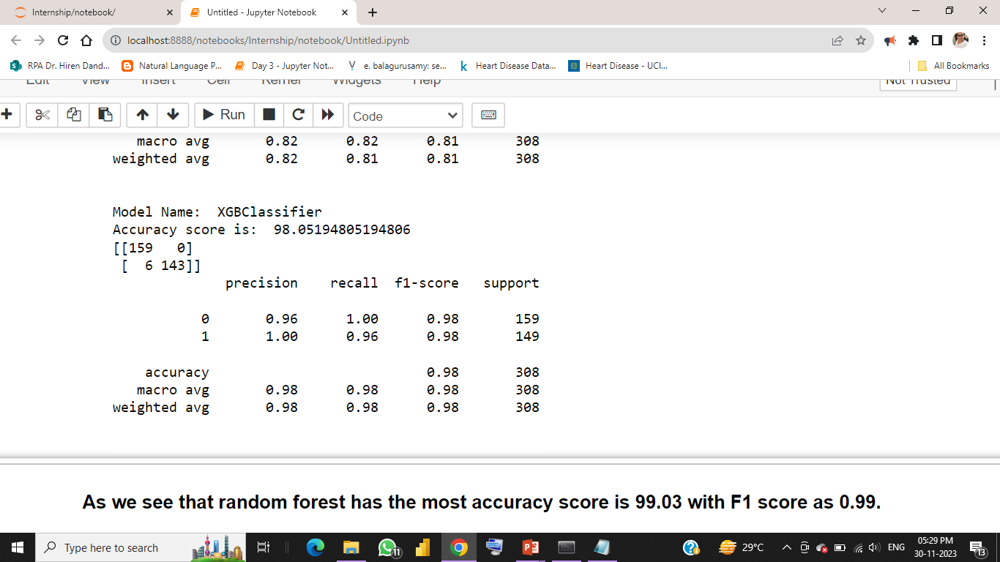 Internship/notebook/
Untitled - Jupyter Notebook
localhost:8888/notebooks/Internship/notebook/Untitled.ipynb
RPA Dr. Hiren Dand... Natural Language P... Day 3 - Jupyter Not... e. balagurusamy: se... Heart Disease Data... Heart Disease - UCI... All Bookmarks
Edit View Insert Cell Kernel Widgets Help Not Trusted
Run Code
macro avg 0.82 0.82 0.81 308
weighted avg 0.82 0.81 0.81 308
Model Name: XGBClassifier
Accuracy score is: 98.05194805194806
[[159 0]
[ 6 143]]
precision recall f1-score support
0 0.96 1.00 0.98 159
1 1.00 0.96 0.98 149
accuracy 0.98 308
macro avg 0.98 0.98 0.98 308
weighted avg 0.98 0.98 0.98 308
As we see that random forest has the most accuracy score is 99.03 with F1 score as 0.99.
Type here to search 11 29°C ENG 05:29 PM
30-11-2023 13